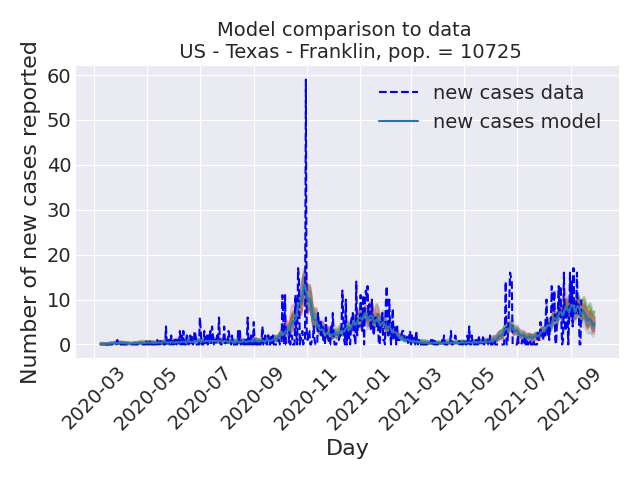 Model comparison to data
US - Texas - Franklin, pop. = 10725
Number of new cases reported
60
50
40
30
20
10
0
new cases data
new cases model
2020-03
2020-05
2020-07
2020-09
2020-11
2021-01
2021-03
2021-05
2021-07
2021-09
Day